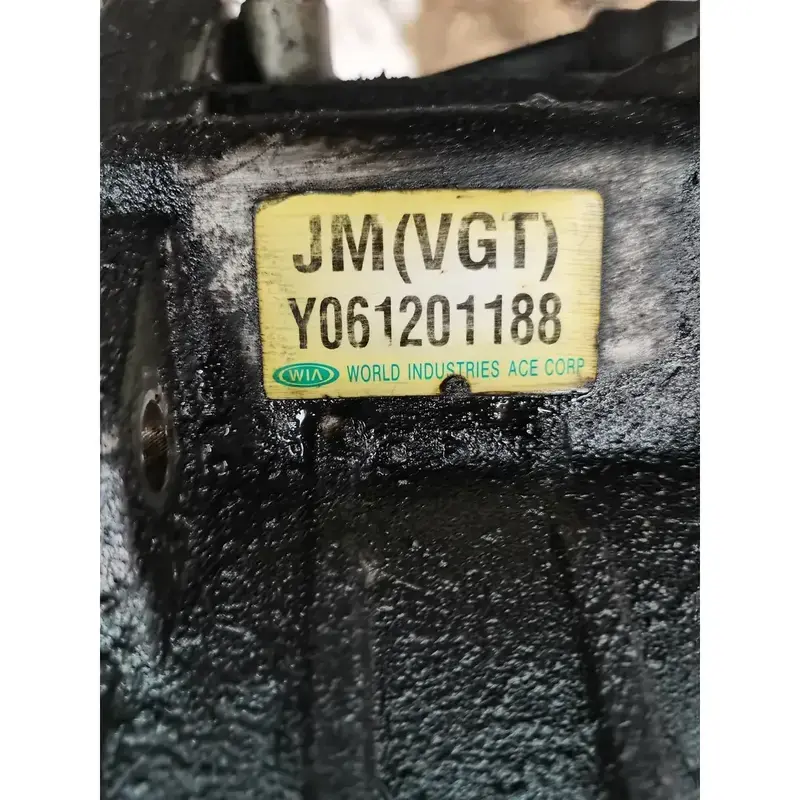 JM(VGT)
Y061201188
WIA WORLD INDUSTRIES ACE CORP